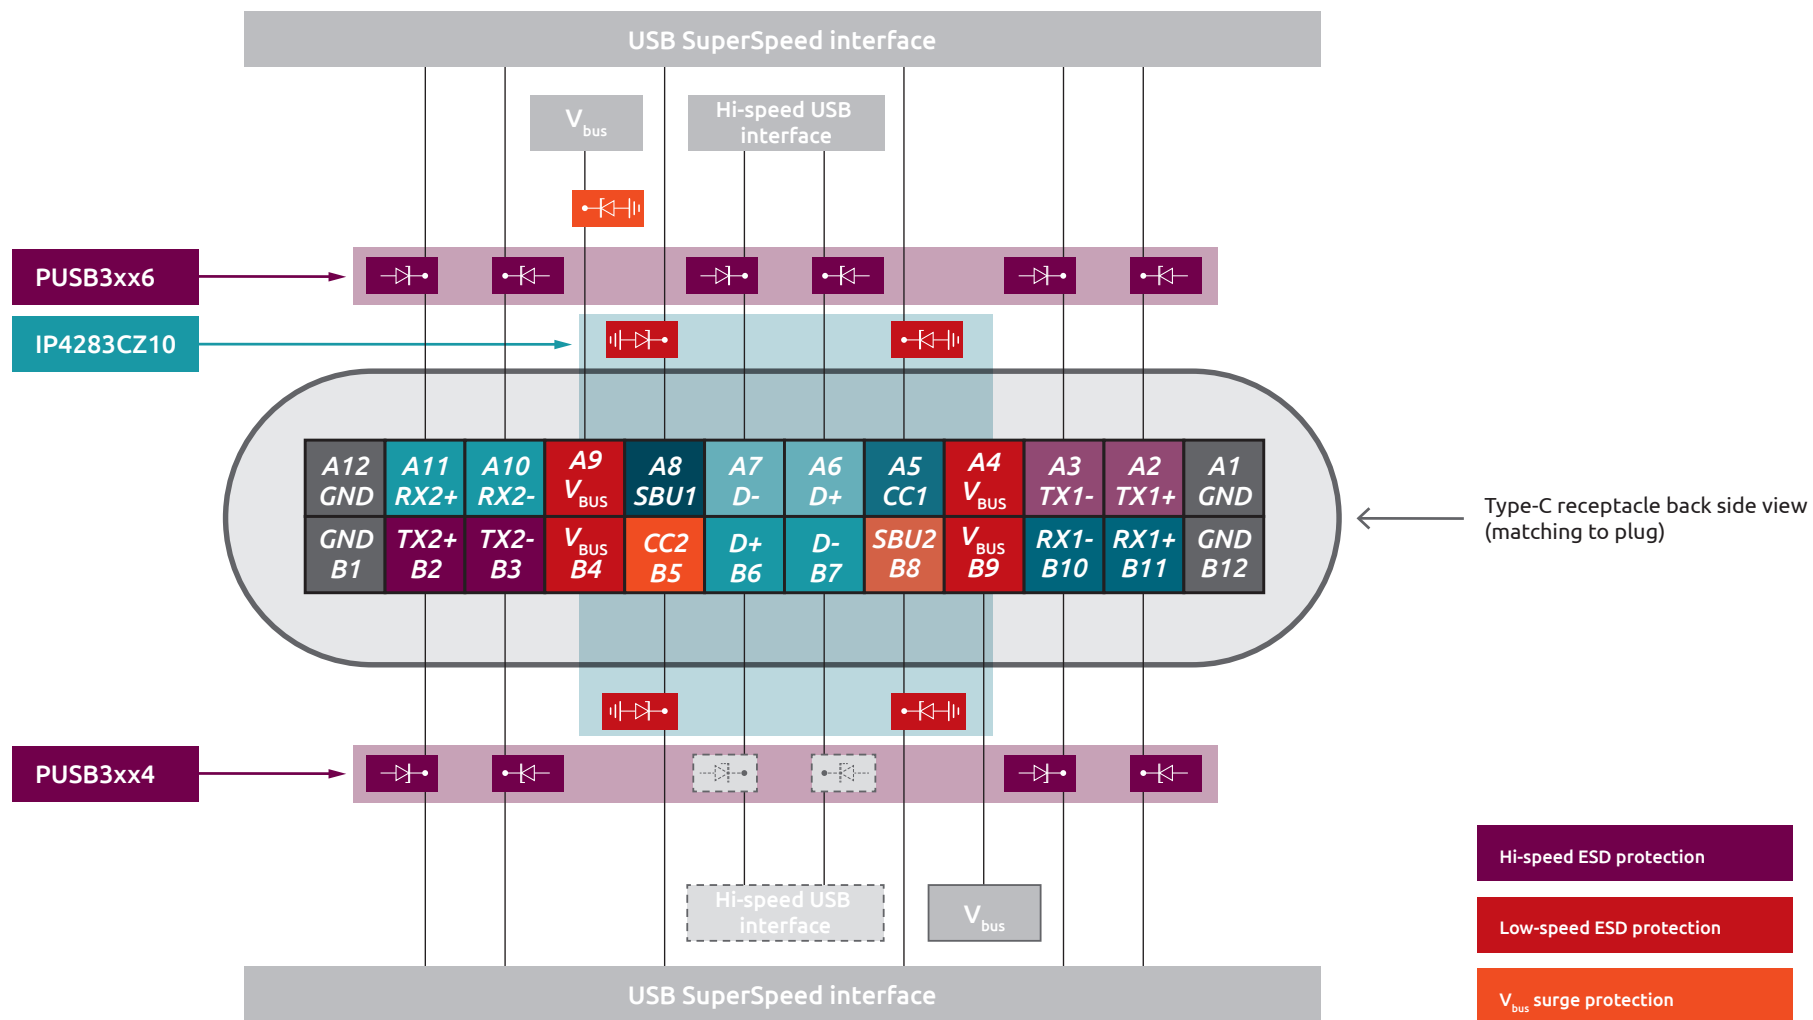 USB SuperSpeed interface
Vbus
Hi-speed USB
interface
PUSB3xx6
IP4283CZ10
A12 A11 A10 A9 A8 A7 A6 A5 A4 A3 A2 A1
GND RX2+ RX2- VBUS SBU1 D- D+ CC1 VBUS TX1- TX1+ GND
GND TX2+ TX2- VBUS CC2 D+ D- SBU2 VBUS RX1- RX1+ GND
B1 B2 B3 B4 B5 B6 B7 B8 B9 B10 B11 B12
Type-C receptacle back side view
(matching to plug)
PUSB3xx4
Hi-speed USB
interface
Vbus
USB SuperSpeed interface
Hi-speed ESD protection
Low-speed ESD protection
Vbus surge protection